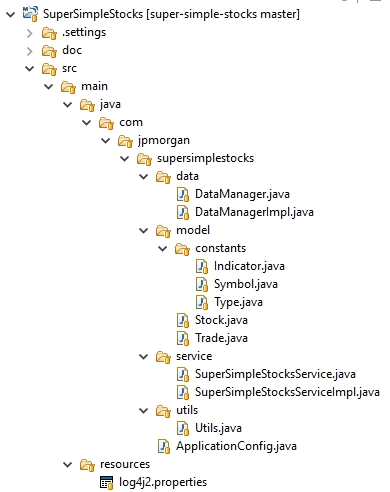 SuperSimpleStocks [super-simple-stocks master]
.settings
doc
src
main
java
com
jpmorgan
supersimplestocks
data
DataManager.java
DataManagerImpl.java
model
constants
Indicator.java
Symbol.java
Type.java
Stock.java
Trade.java
service
SuperSimpleStocksService.java
SuperSimpleStocksServiceImpl.java
utils
Utils.java
ApplicationConfig.java
resources
log4j2.properties